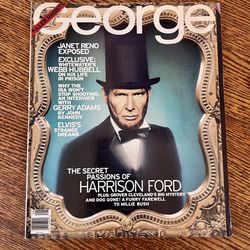 George
JANET RENO
EXPOSED
EXCLUSIVE:
WHITEWATER'S
WEBB HUBBELL
ON HIS LIFE
IN PRISON
WHY THE
IRA WON'T
STOP SHOOTING:
AN INTERVIEW
WITH
GERRY ADAMS
BY JOHN
KENNEDY
ELVIS'S
STRANGE
DREAMS
THE SECRET
PASSIONS OF
HARRISON FORD
PLUS: GROVER CLEVELAND'S BIG MYSTERY
AND DOG GONE! A FURRY FAREWELL
TO MILLIE BUSH